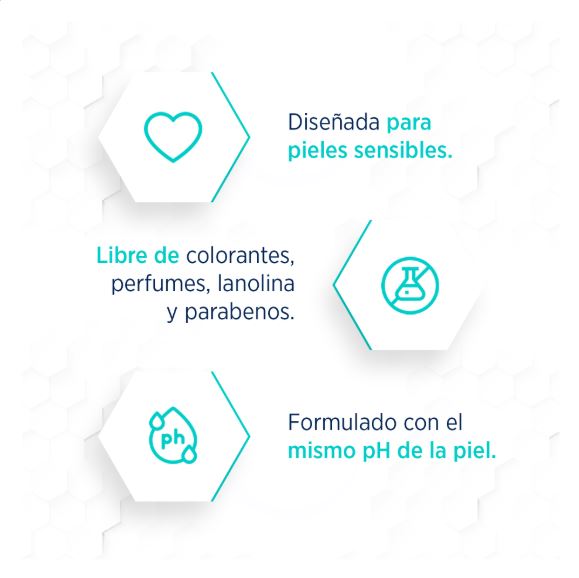 Diseñada para
pieles sensibles.
Libre de colorantes,
perfumes, lanolina
y parabenos.
ph
Formulado con el
mismo pH de la piel.